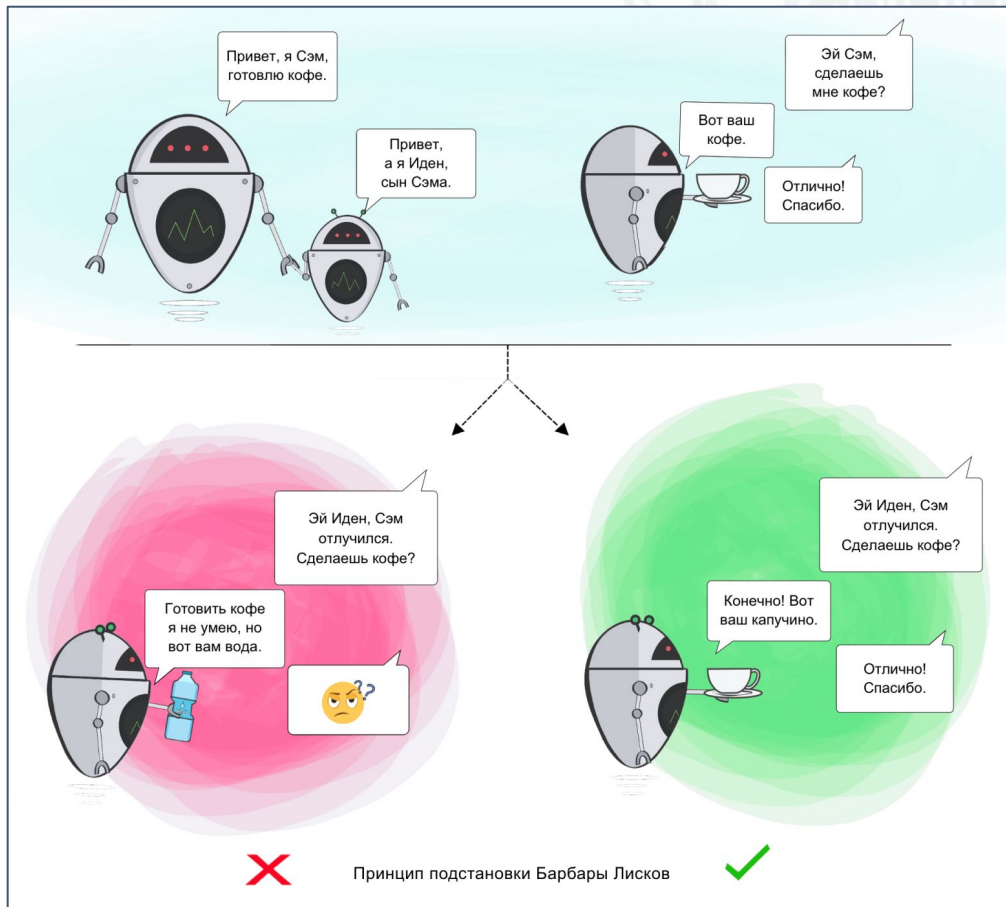 Привет, я Сэм,
готовлю кофе.
Привет,
а я Иден,
сын Сэма.
Эй Сэм,
сделаешь
мне кофе?
Вот ваш
кофе.
Отлично!
Спасибо.
Эй Иден, Сэм
отлучился.
Сделаешь кофе?
Готовить кофе
я не умею, но
вот вам вода.
??
Эй Иден, Сэм
отлучился.
Сделаешь кофе?
Конечно! Вот
ваш капучино.
Отлично!
Спасибо.
Принцип подстановки Барбары Лисков